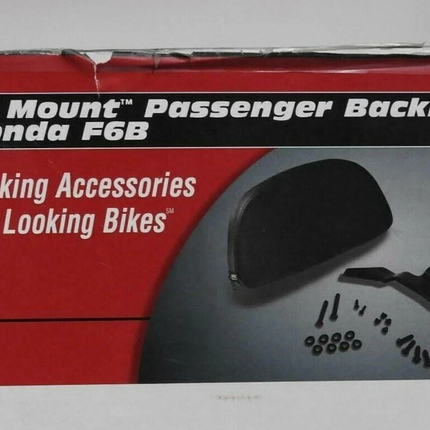 Mount™ Passenger Back
onda F6B
king Accessories
Looking Bikes℠